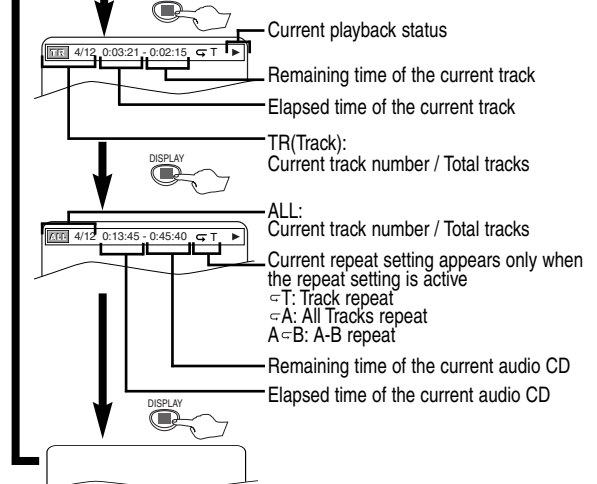 Current playback status
TR 4/12 0:03:21 - 0:02:15 T
Remaining time of the current track
Elapsed time of the current track
TR(Track):
Current track number / Total tracks
DISPLAY
ALL:
Current track number / Total tracks
ALL 4/12 0:13:45 - 0:45:40 T
Current repeat setting appears only when
the repeat setting is active
T: Track repeat
A: All Tracks repeat
A B: A-B repeat
Remaining time of the current audio CD
Elapsed time of the current audio CD
DISPLAY